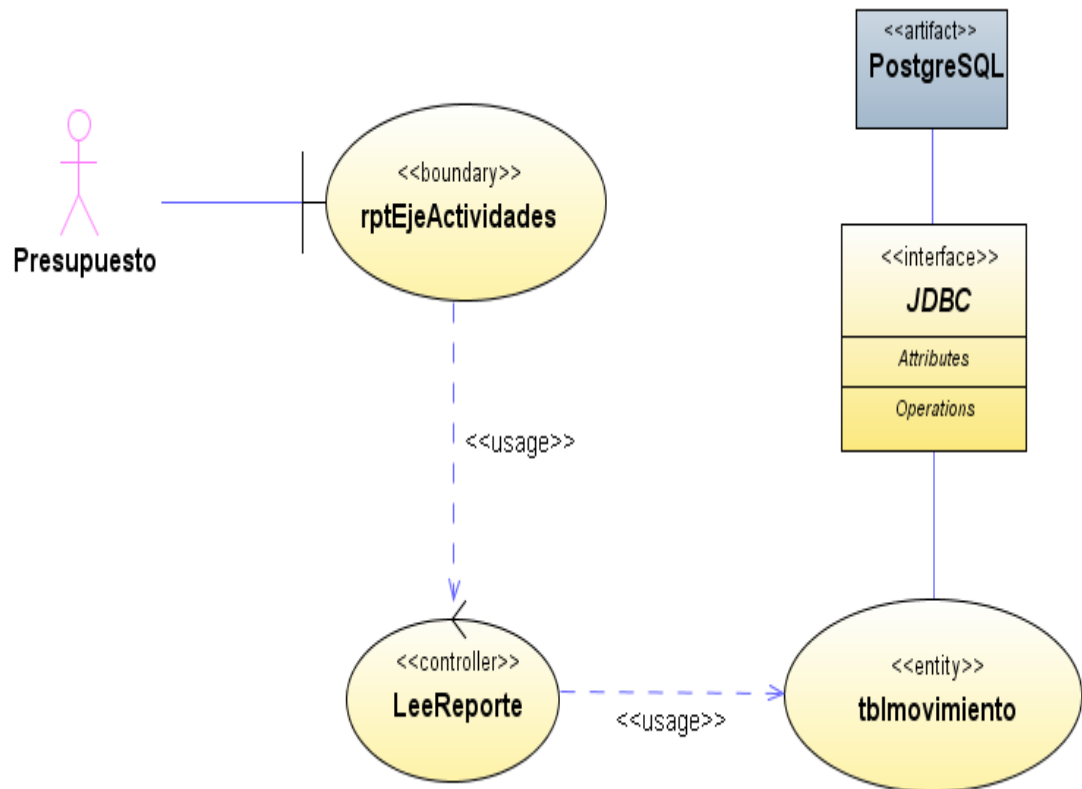 <<artifact>>
PostgreSQL
<<boundary>>
rptEjeActividades
Presupuesto
<<interface>>
JDBC
Attributes
Operations
<<usage>>
<<controller>>
LeeReporte
<<usage>>
<<entity>>
tblmovimiento